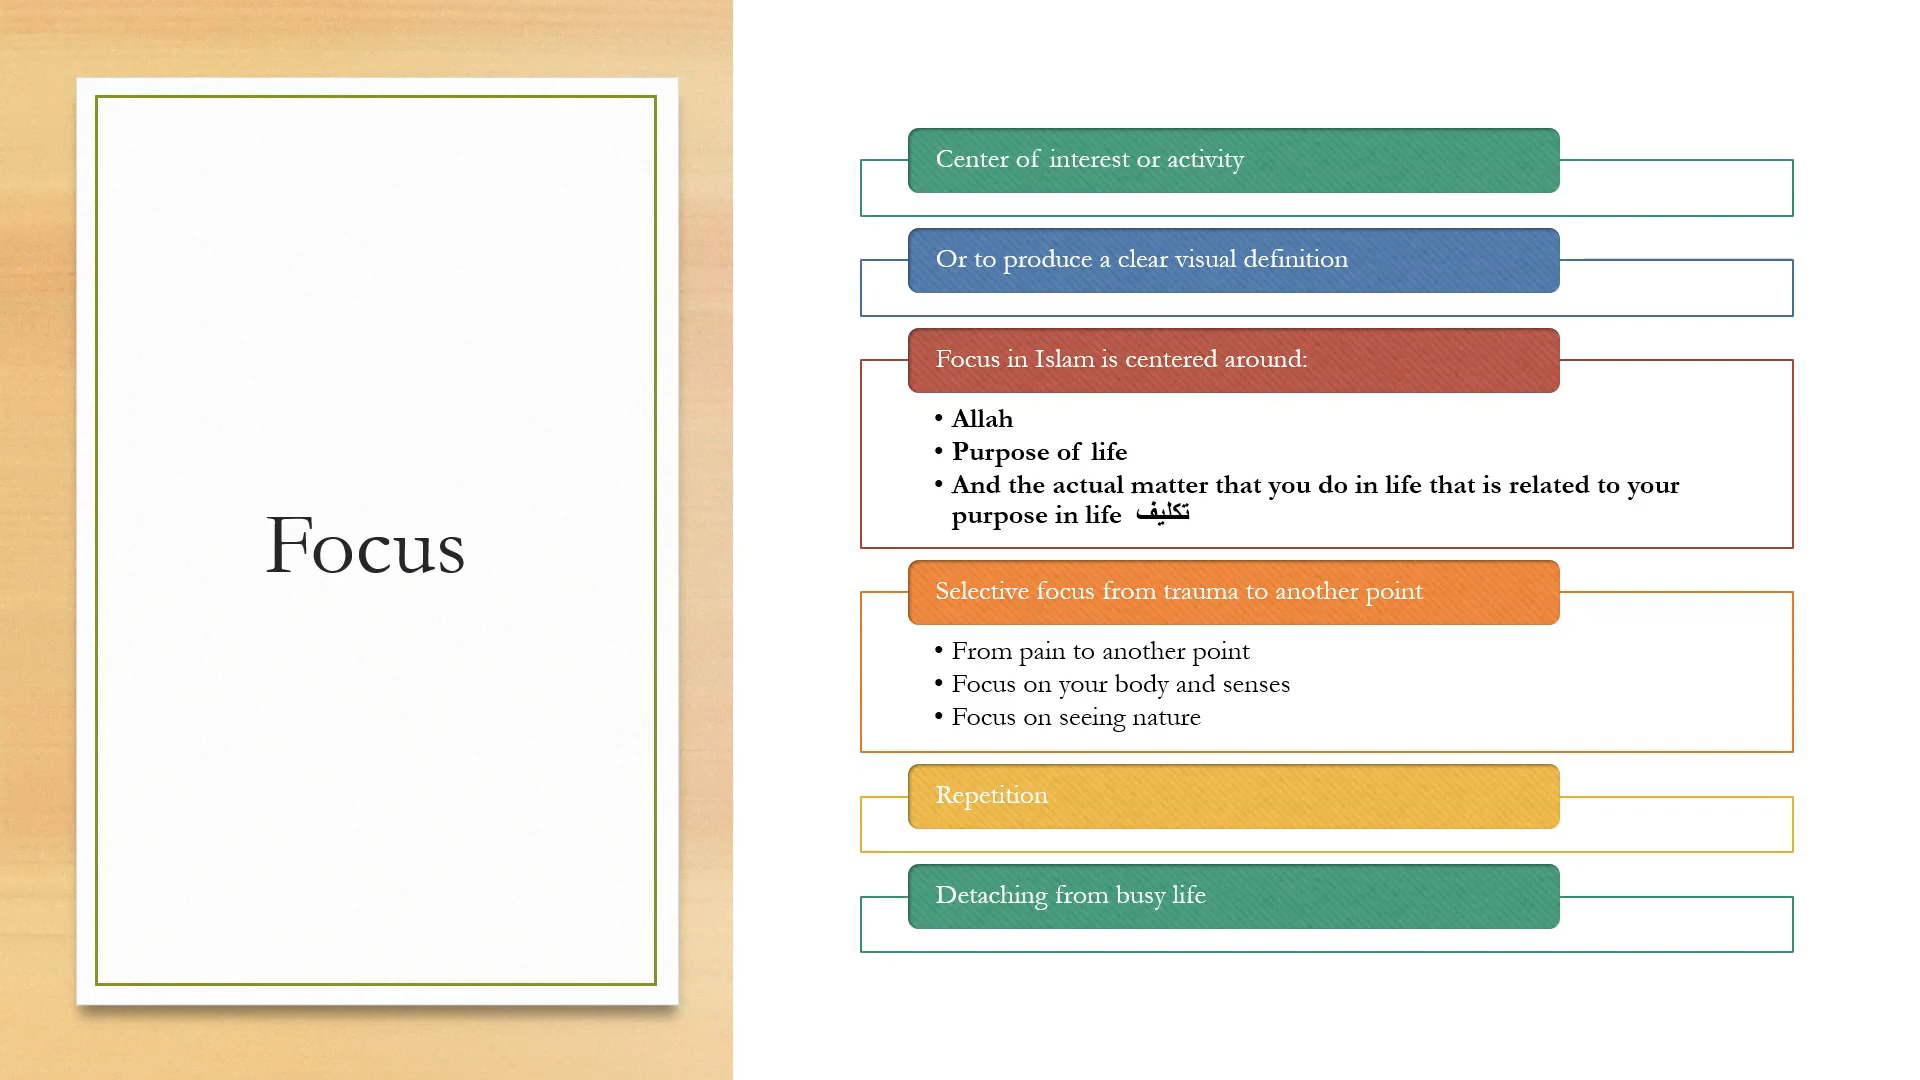 Focus
Center of interest or activity
Or to produce a clear visual definition
Focus in Islam is centered around:
• Allah
• Purpose of life
• And the actual matter that you do in life that is related to your
purpose in life تكليف
Selective focus from trauma to another point
• From pain to another point
• Focus on your body and senses
• Focus on seeing nature
Repetition
Detaching from busy life